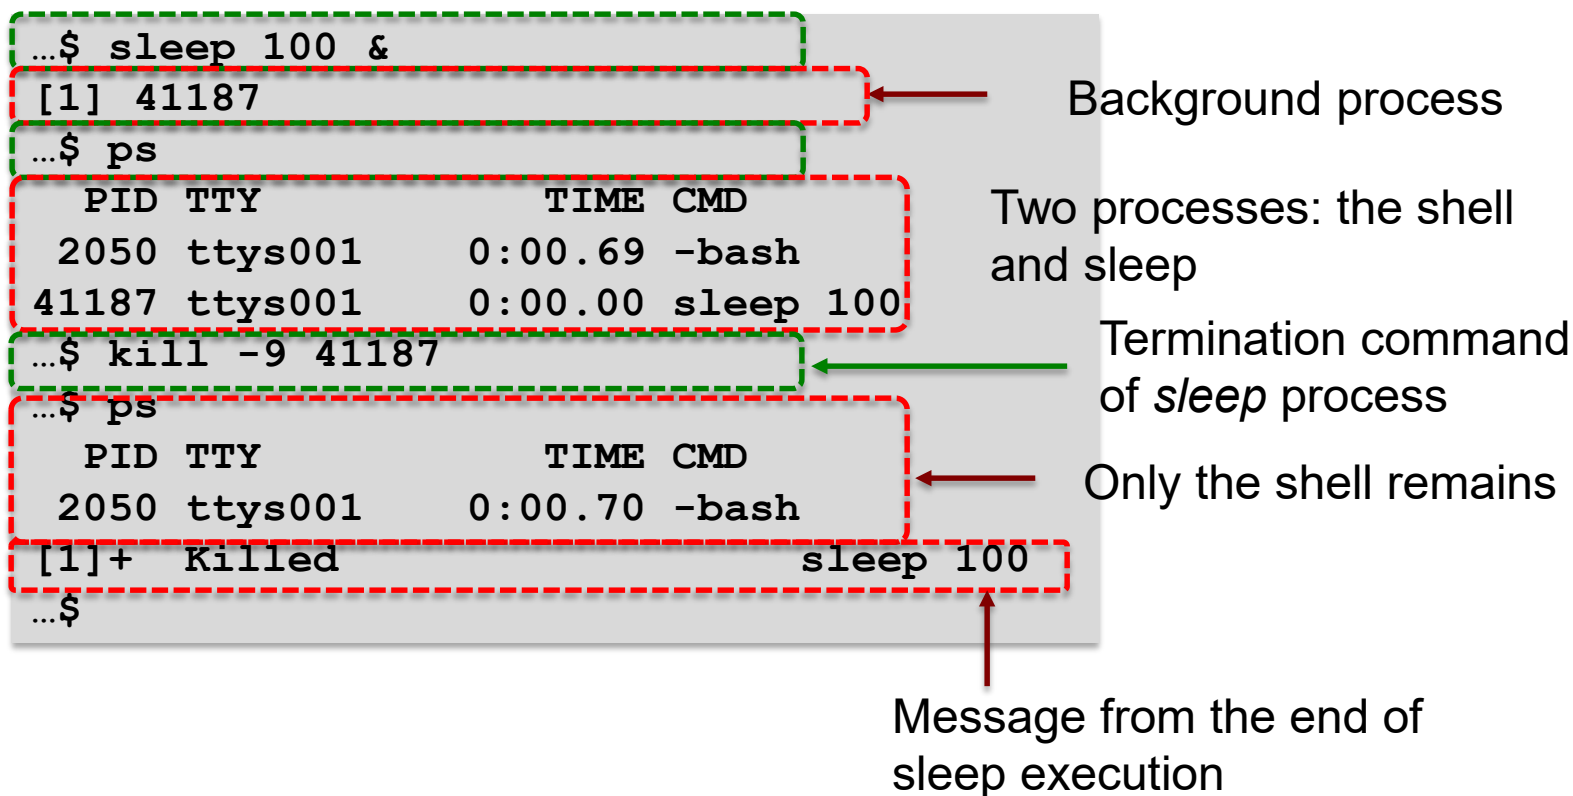 …$ sleep 100 &
[1] 41187
Background process
…$ ps
PID TTY TIME CMD
2050 ttys001 0:00.69 -bash
41187 ttys001 0:00.00 sleep 100
Two processes: the shell
and sleep
…$ kill -9 41187
Termination command
of sleep process
…$ ps
PID TTY TIME CMD
2050 ttys001 0:00.70 -bash
Only the shell remains
[1]+ Killed sleep 100
…$
Message from the end of
sleep execution